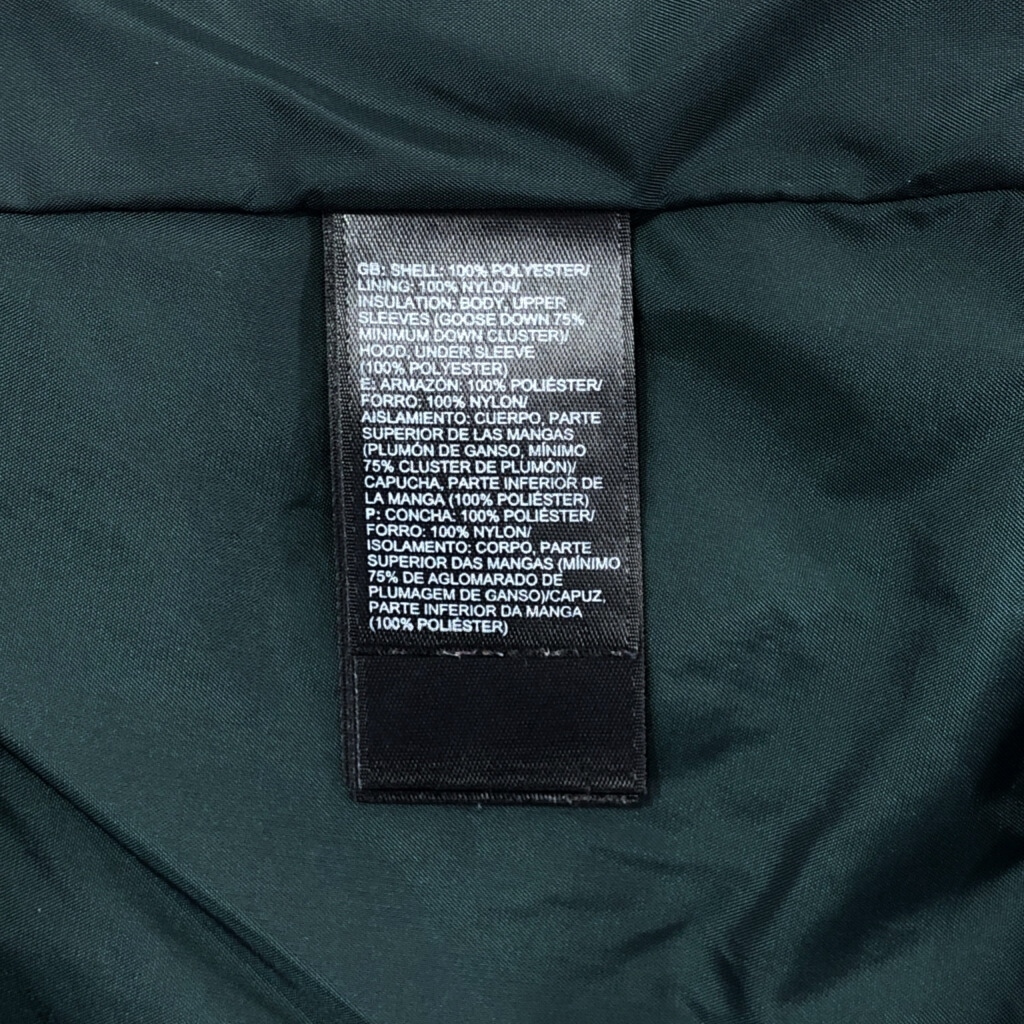 GB: SHELL: 100% POLYESTER/
LINING: 100% NYLON/
INSULATION: BODY, UPPER
SLEEVES (GOOSE DOWN 75%
MINIMUM DOWN CLUSTER)/
HOOD, UNDER SLEEVE
(100% POLYESTER)
E: ARMAZÓN: 100% POLIÉSTER/
FORRO: 100% NYLON/
AISLAMIENTO: CUERPO, PARTE
SUPERIOR DE LAS MANGAS
(PLUMÓN DE GANSO, MÍNIMO
75% CLUSTER DE PLUMÓN)/
CAPUCHA, PARTE INFERIOR DE
LA MANGA (100% POLIÉSTER)
P: CONCHA: 100% POLIÉSTER/
FORRO: 100% NYLON/
ISOLAMENTO: CORPO, PARTE
SUPERIOR DAS MANGAS (MÍNIMO
75% DE AGLOMARADO DE
PLUMAGEM DE GANSO)/CAPUZ,
PARTE INFERIOR DA MANGA
(100% POLIÉSTER)